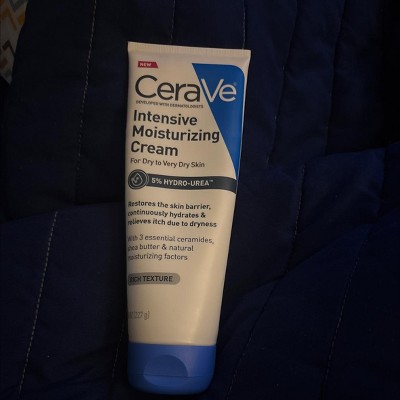 NEW
CeraVe
DEVELOPED WITH DERMATOLOGISTS
Intensive
Moisturizing
Cream
For Dry to Very Dry Skin
5% HYDRO-UREA™
Restores the skin barrier,
continuously hydrates &
relieves itch due to dryness
With 3 essential ceramides,
shea butter & natural
moisturizing factors
RICH TEXTURE
(227 g)